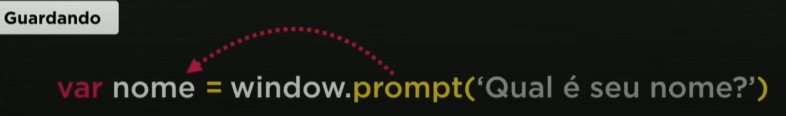 Guardando
var nome = window.prompt(‘Qual é seu nome?’)